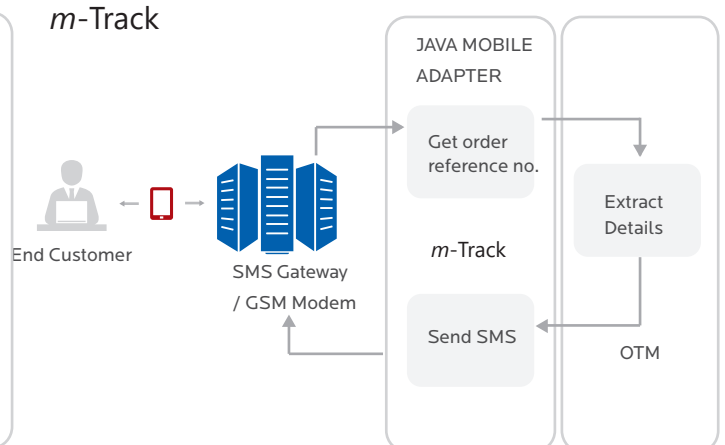 m-Track
JAVA MOBILE
ADAPTER
Get order
reference no.
Extract
Details
End Customer
SMS Gateway
/ GSM Modem
m-Track
Send SMS
OTM